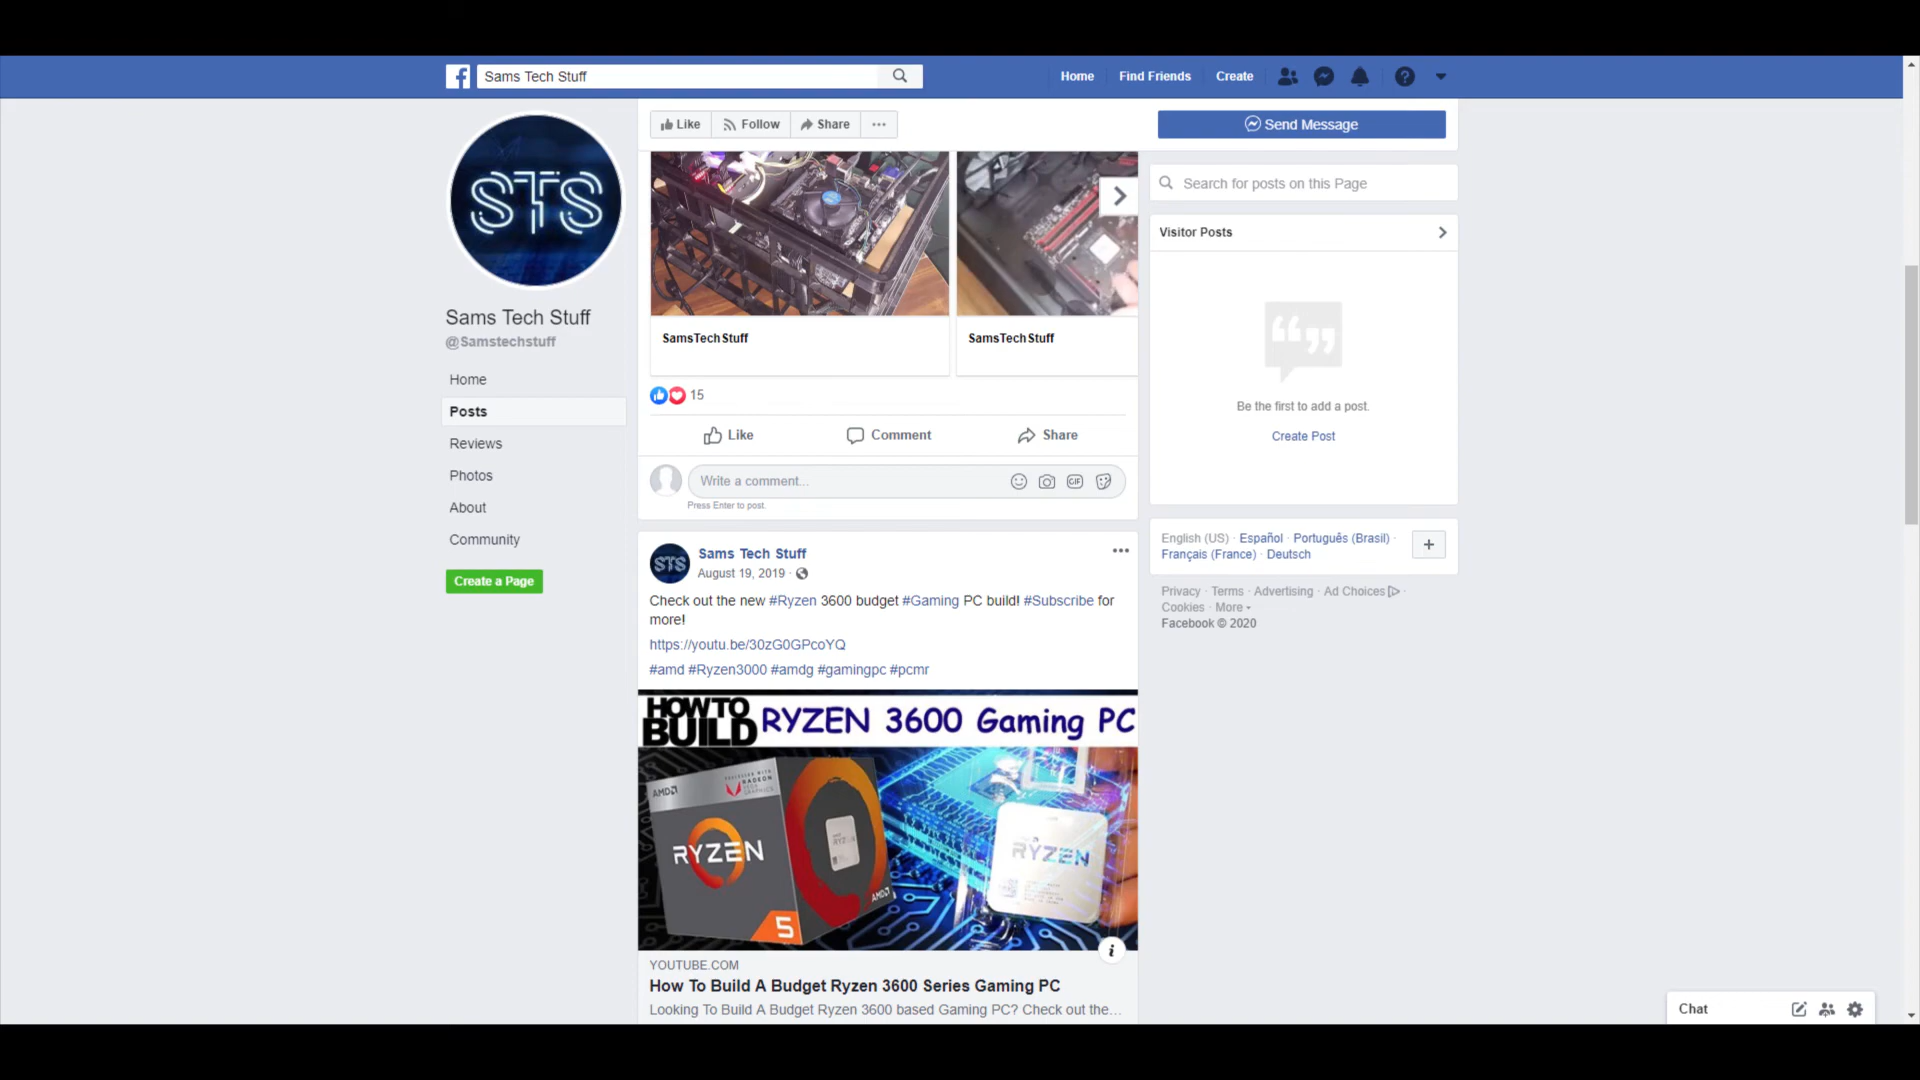 Sams Tech Stuff
Home
Find Friends
Create
STS
Sams Tech Stuff
@Samstechstuff
Home
Posts
Reviews
Photos
About
Community
Create a Page
Like
Follow
Share
Send Message
SamsTechStuff
SamsTechStuff
15
Like
Comment
Share
Write a comment...
GIF
Press Enter to post.
STS
Sams Tech Stuff
August 19, 2019 ·
Check out the new #Ryzen 3600 budget #Gaming PC build! #Subscribe for
more!
https://youtu.be/30zG0GPcoYQ
#amd #Ryzen3000 #amdg #gamingpc #pcmr
HOW TO
BUILD
RYZEN 3600 Gaming PC
AMD
RADEON
GRAPHICS
RYZEN
5
RYZEN
AMD
RYZEN
YOUTUBE.COM
How To Build A Budget Ryzen 3600 Series Gaming PC
Looking To Build A Budget Ryzen 3600 based Gaming PC? Check out the...
Search for posts on this Page
Visitor Posts
Be the first to add a post.
Create Post
English (US) · Español · Português (Brasil) ·
Français (France) · Deutsch
Privacy · Terms · Advertising · Ad Choices ·
Cookies · More
Facebook © 2020
Chat